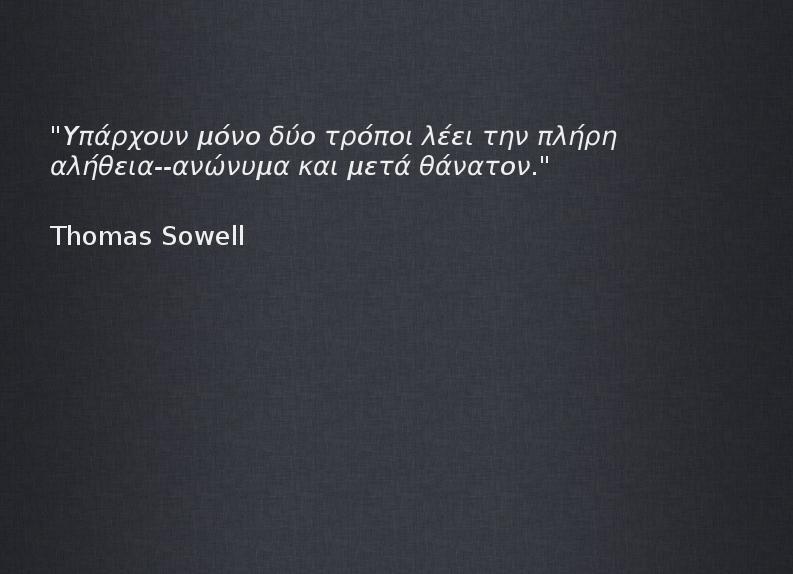 "Υπάρχουν μόνο δύο τρόποι λέει την πλήρη
αλήθεια--ανώνυμα και μετά θάνατον."
Thomas Sowell